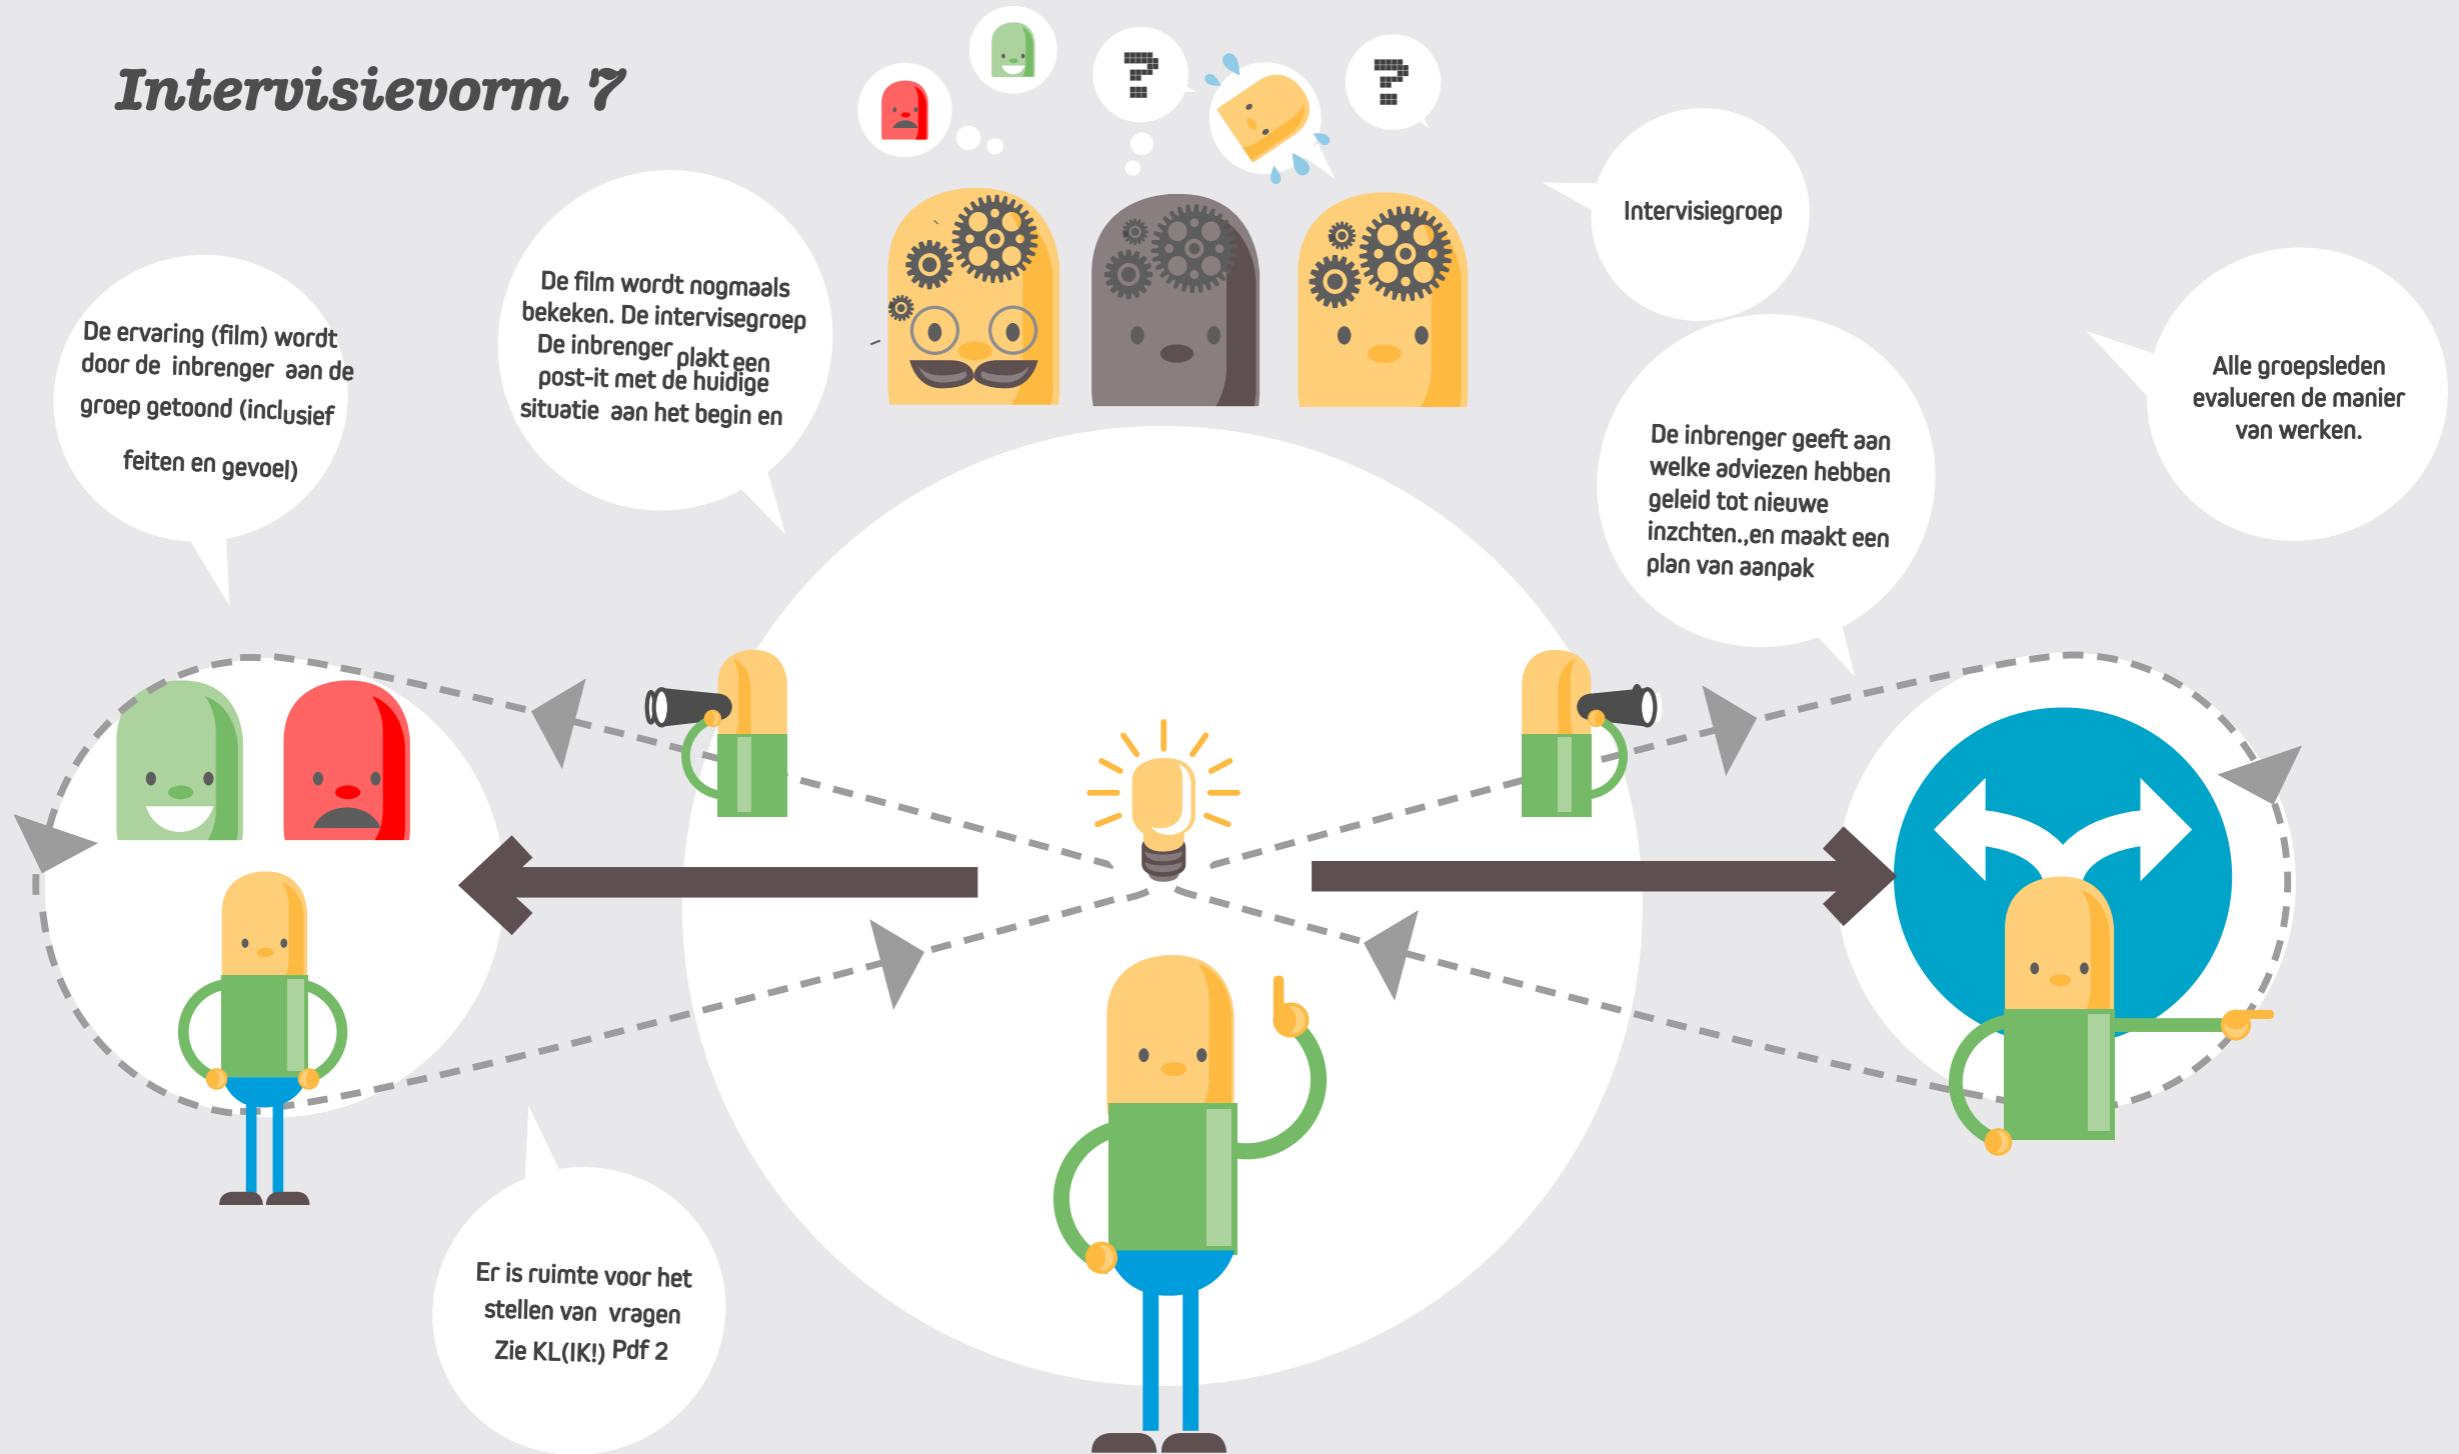 Intervisievorm 7
?
?
De ervaring (film) wordt
door de inbrenger aan de
groep getoond (inclusief
feiten en gevoel)
De film wordt nogmaals
bekeken. De intervisegroep
De inbrenger plakt een
post-it met de huidige
situatie aan het begin en
Intervisiegroep
De inbrenger geeft aan
welke adviezen hebben
geleid tot nieuwe
inzchten.,en maakt een
plan van aanpak
Alle groepsleden
evalueren de manier
van werken.
Er is ruimte voor het
stellen van vragen
Zie KL(IK!) Pdf 2